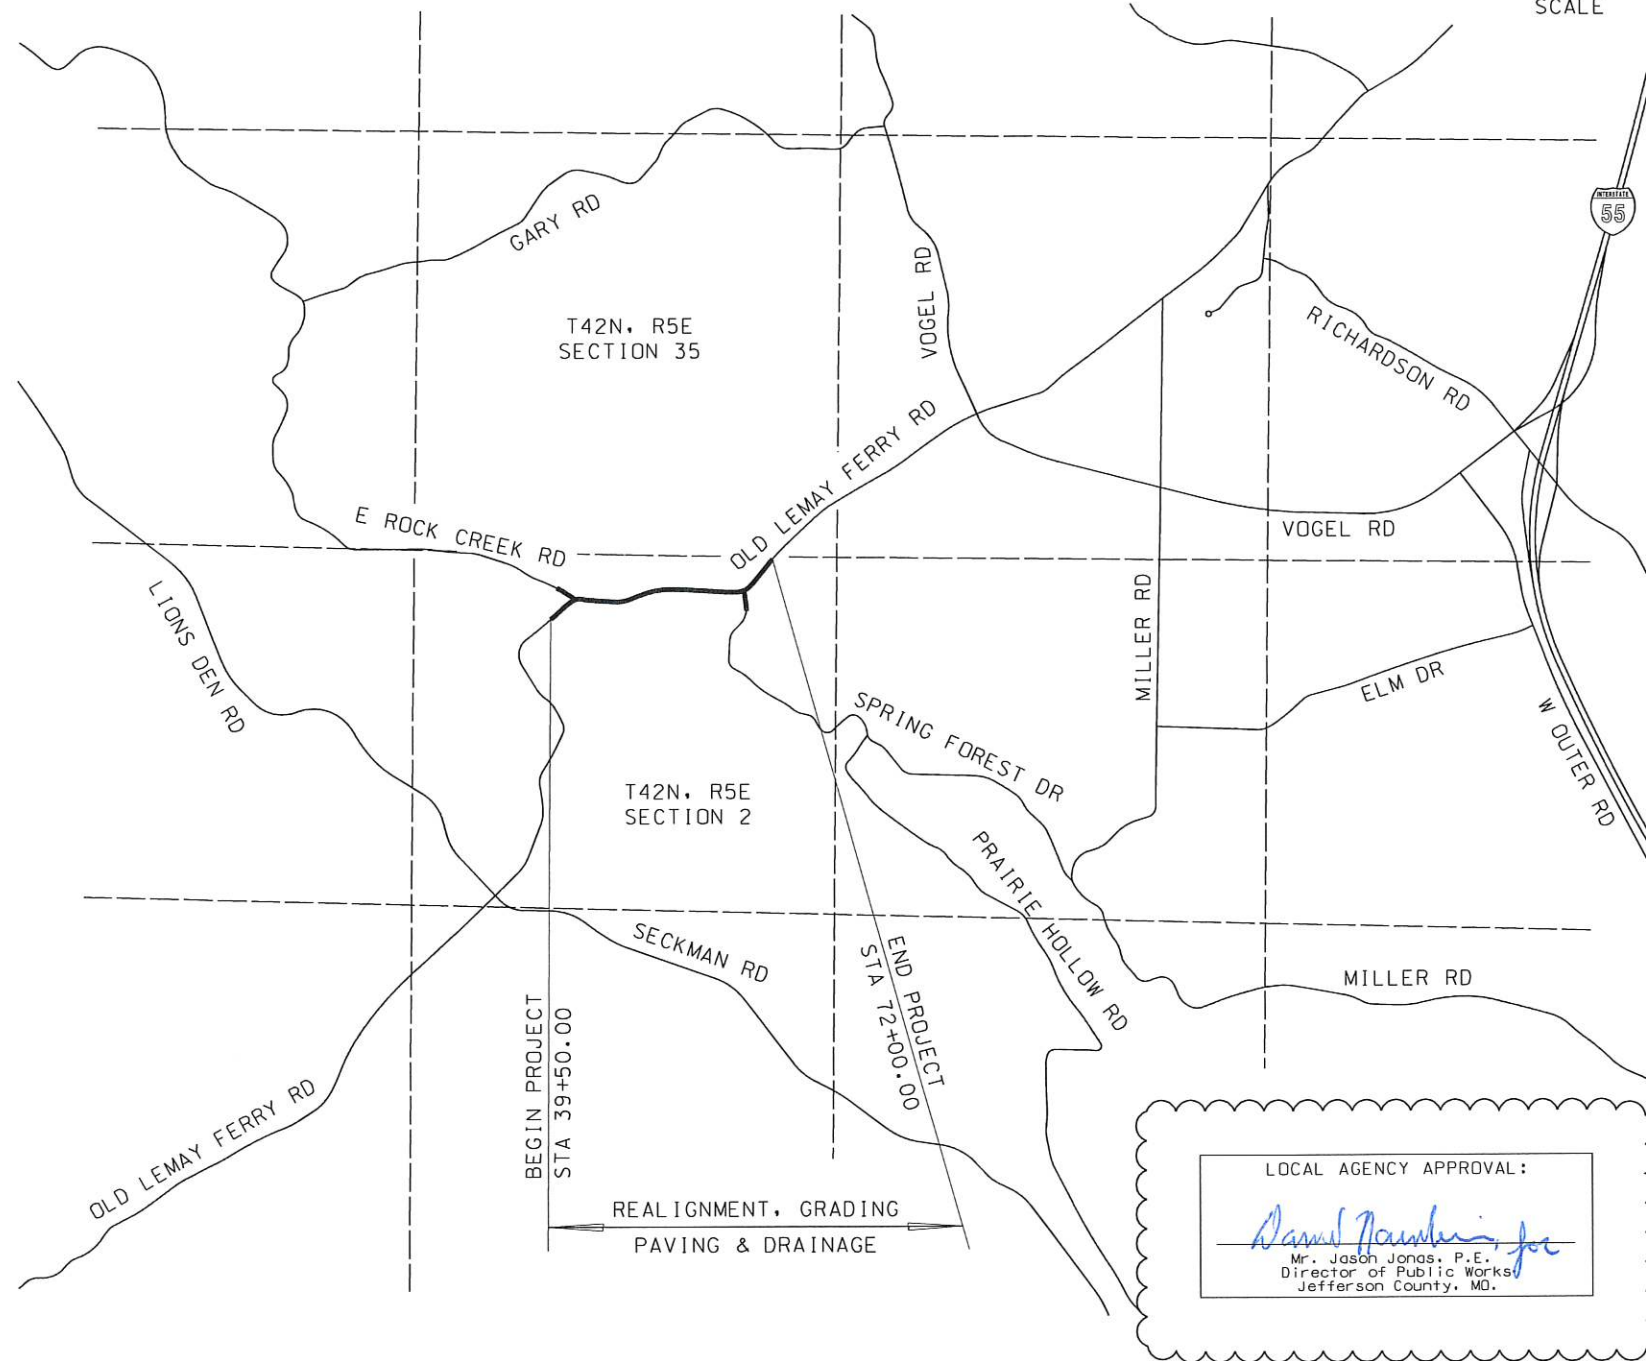 SCALE
INTERSTATE
55
GARY RD
VOGEL RD
T42N, R5E
SECTION 35
RICHARDSON RD
OLD LEMAY FERRY RD
E ROCK CREEK RD
VOGEL RD
LIONS DEN RD
MILLER RD
ELM DR
W OUTER RD
SPRING FOREST DR
T42N, R5E
SECTION 2
PRAIRIE HOLLOW RD
SECKMAN RD
MILLER RD
BEGIN PROJECT
STA 39+50.00
END PROJECT
STA 72+00.00
OLD LEMAY FERRY RD
REALIGNMENT, GRADING
PAVING & DRAINAGE
LOCAL AGENCY APPROVAL:
for
Mr. Jason Jonas, P.E.
Director of Public Works
Jefferson County, MO.